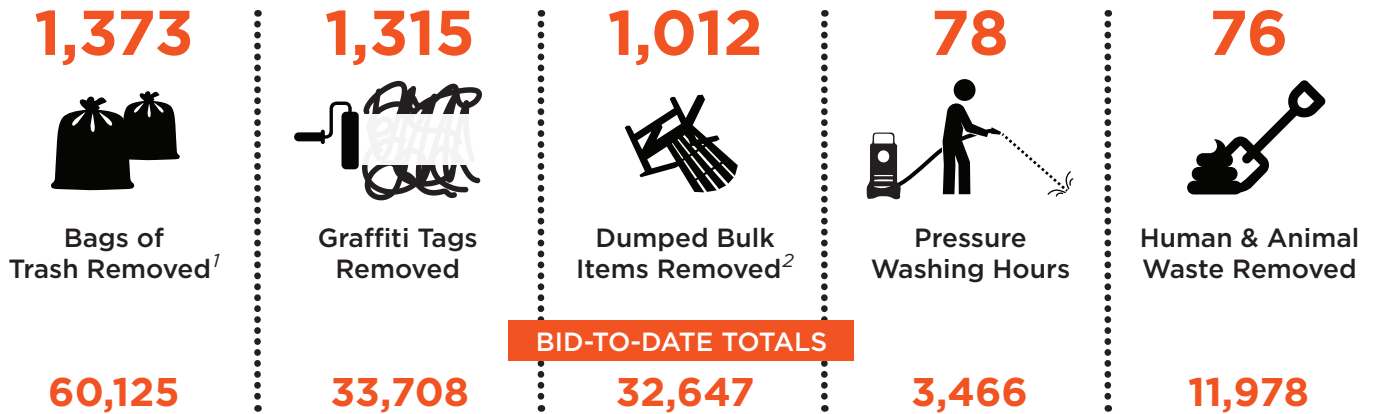 1,373
1,315
1,012
78
76
Bags of
Trash Removed1
Graffiti Tags
Removed
Dumped Bulk
Items Removed2
Pressure
Washing Hours
Human & Animal
Waste Removed
BID-TO-DATE TOTALS
60,125
33,708
32,647
3,466
11,978